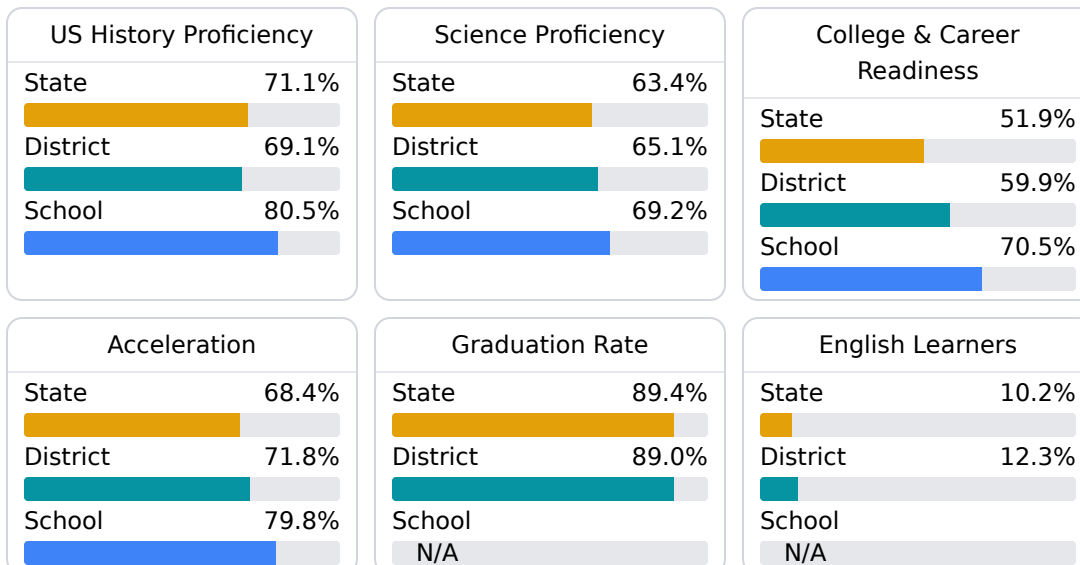 US History Proficiency
State 71.1%
District 69.1%
School 80.5%
Science Proficiency
State 63.4%
District 65.1%
School 69.2%
College & Career
Readiness
State 51.9%
District 59.9%
School 70.5%
Acceleration
State 68.4%
District 71.8%
School 79.8%
Graduation Rate
State 89.4%
District 89.0%
School
N/A
English Learners
State 10.2%
District 12.3%
School
N/A